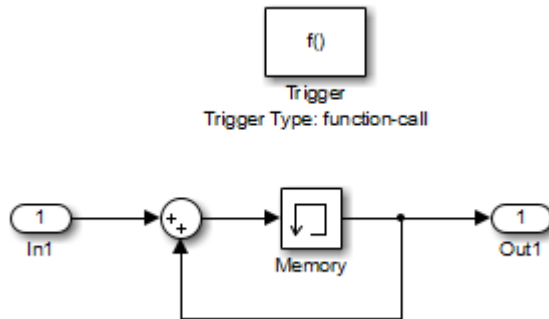 f()
Trigger
Trigger Type: function-call
1
+
+
1
In1
Memory
Out1